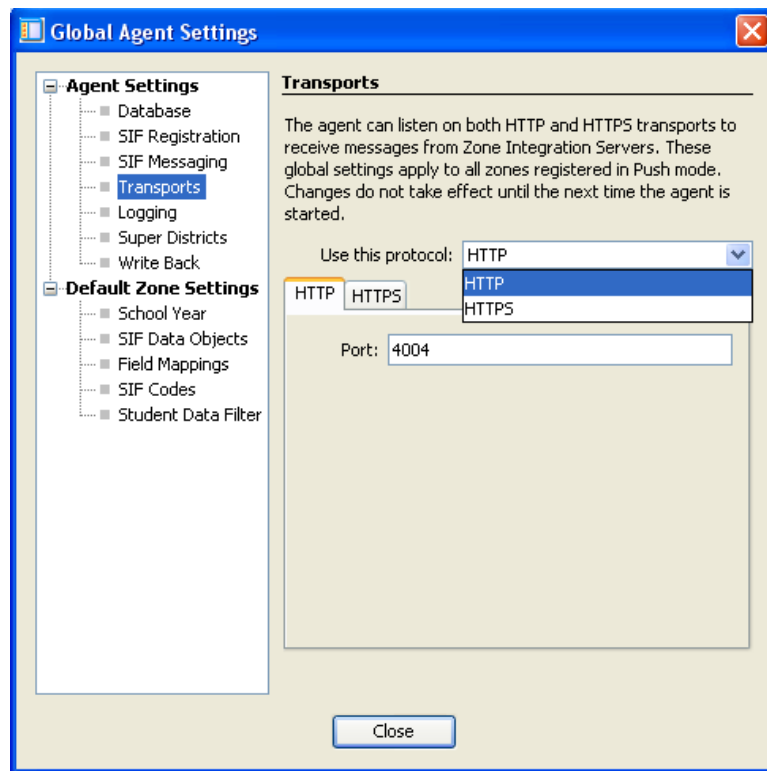 Global Agent Settings
Agent Settings
Database
SIF Registration
SIF Messaging
Transports
Logging
Super Districts
Write Back
Default Zone Settings
School Year
SIF Data Objects
Field Mappings
SIF Codes
Student Data Filter
Transports
The agent can listen on both HTTP and HTTPS transports to
receive messages from Zone Integration Servers. These
global settings apply to all zones registered in Push mode.
Changes do not take effect until the next time the agent is
started.
Use this protocol: HTTP
HTTP
HTTPS
HTTP HTTPS
Port: 4004
Close